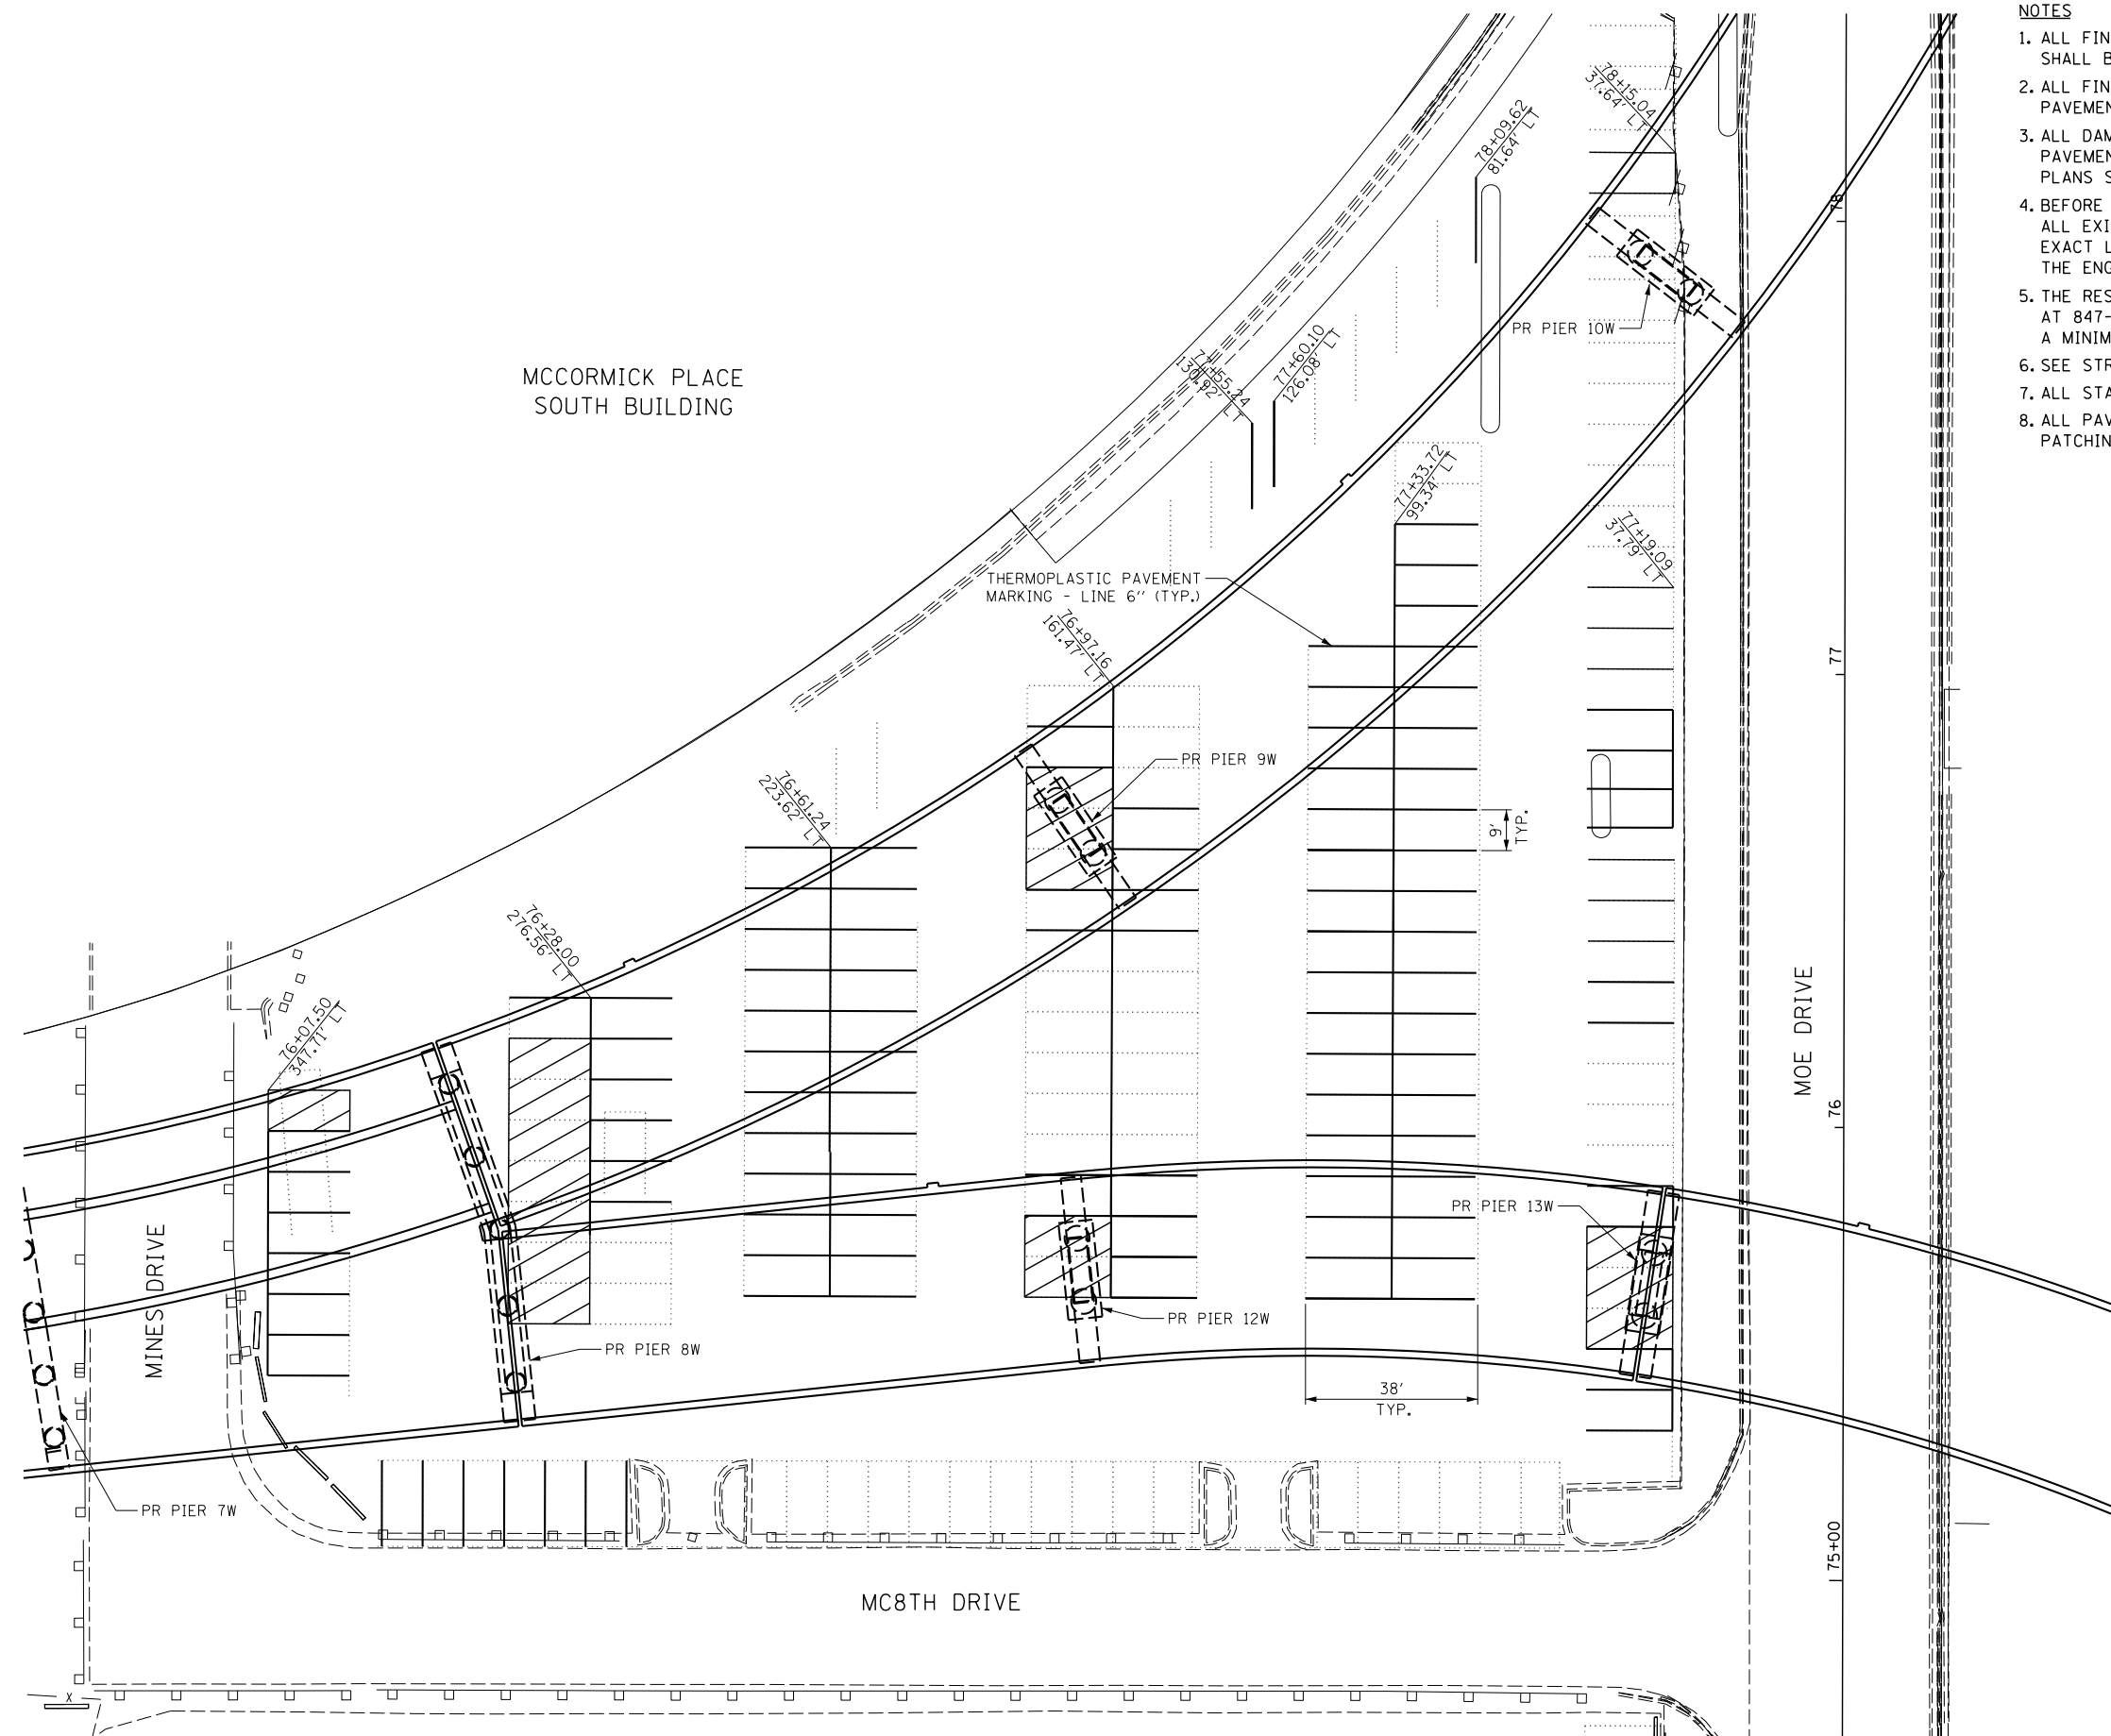 NOTES
1. ALL FIN
SHALL B
2. ALL FIN
PAVEMEN
3. ALL DAM
PAVEMEN
PLANS S
4. BEFORE
ALL EXI
EXACT L
THE ENG
5. THE RES
AT 847-
A MINIM
6. SEE STR
7. ALL STA
8. ALL PAV
PATCHIN
78+15.04
37.64' LT
78+09.62
81.64' LT
78
PR PIER 10W
MCCORMICK PLACE
SOUTH BUILDING
77+55.24
130.92' LT
77+60.10
126.08' LT
77+33.72
99.34' LT
77+19.09
37.79' LT
THERMOPLASTIC PAVEMENT
MARKING - LINE 6" (TYP.)
76+97.16
161.47' LT
77
PR PIER 9W
76+61.24
223.62' LT
9'
TYP.
76+28.00
276.56' LT
76+07.50
347.71' LT
MOE DRIVE
76
PR PIER 13W
MINES DRIVE
PR PIER 12W
PR PIER 8W
38'
TYP.
PR PIER 7W
75+00
MC8TH DRIVE
X